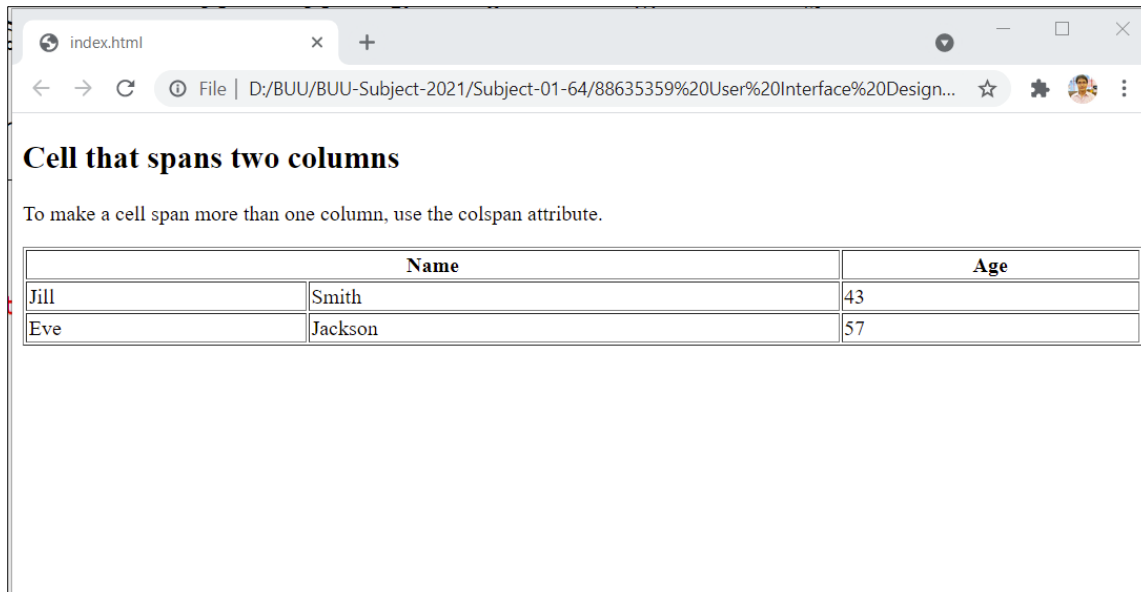 index.html
File | D:/BUU/BUU-Subject-2021/Subject-01-64/88635359%20User%20Interface%20Design...
Cell that spans two columns
To make a cell span more than one column, use the colspan attribute.
Name Age
Jill Smith 43
Eve Jackson 57